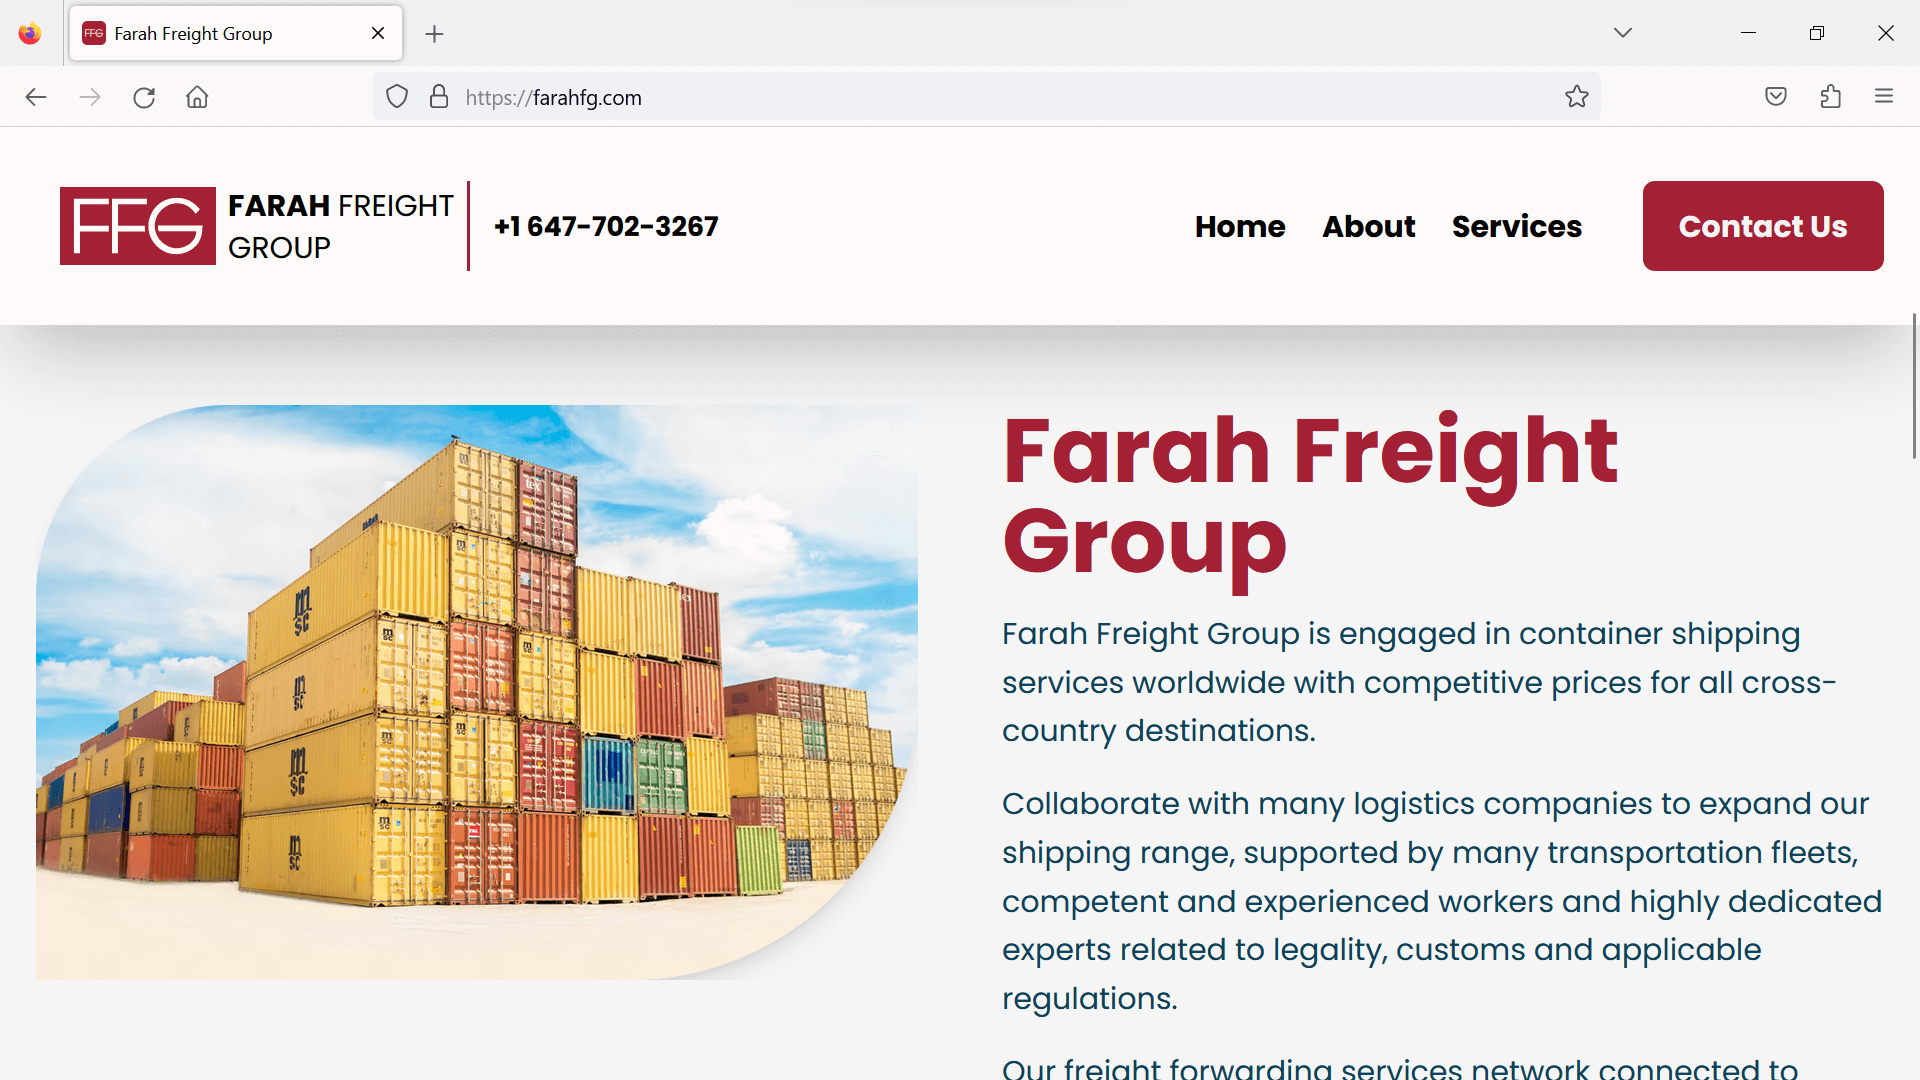 Farah Freight Group
https://farahfg.com
FFG
FARAH FREIGHT
GROUP
+1 647-702-3267
Home
About
Services
Contact Us
Farah Freight
Group
Farah Freight Group is engaged in container shipping
services worldwide with competitive prices for all cross-
country destinations.
Collaborate with many logistics companies to expand our
shipping range, supported by many transportation fleets,
competent and experienced workers and highly dedicated
experts related to legality, customs and applicable
regulations.
Our freight forwarding services network connected to